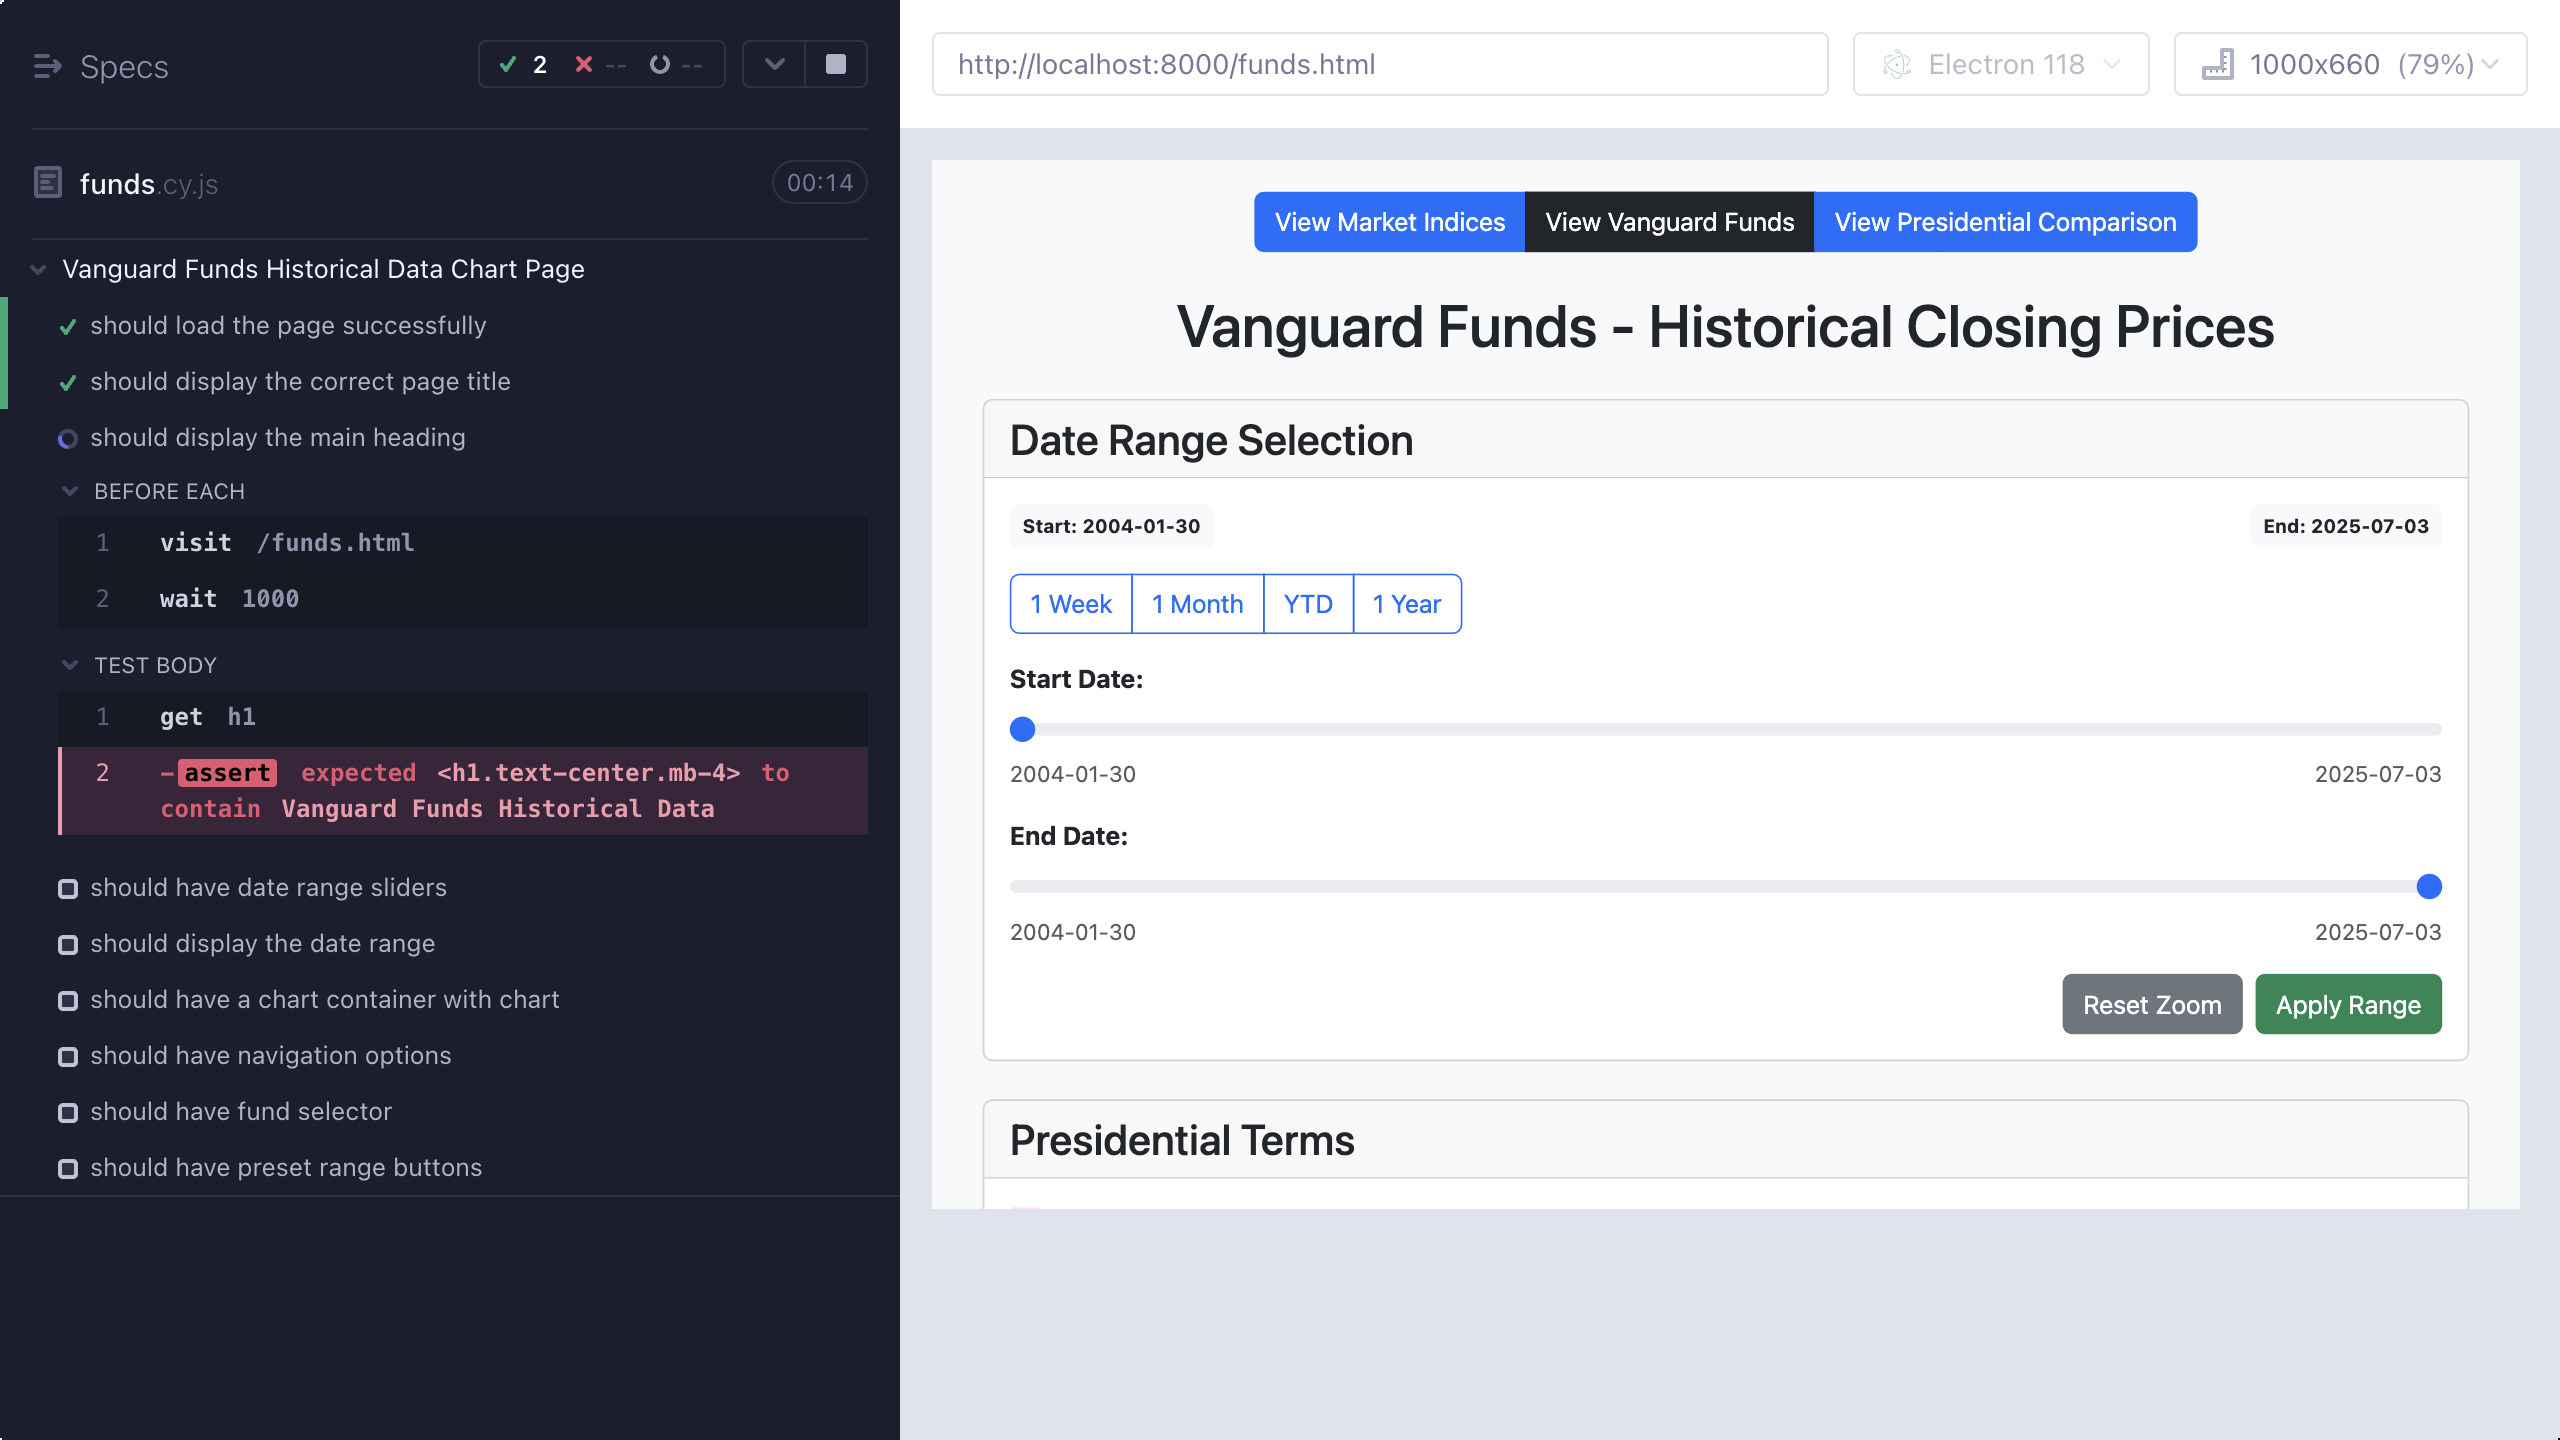 Specs
2 -- --
funds.cy.js
00:14
Vanguard Funds Historical Data Chart Page
should load the page successfully
should display the correct page title
should display the main heading
BEFORE EACH
1 visit /funds.html
2 wait 1000
TEST BODY
1 get h1
2 -assert expected <h1.text-center.mb-4> to
contain Vanguard Funds Historical Data
should have date range sliders
should display the date range
should have a chart container with chart
should have navigation options
should have fund selector
should have preset range buttons
http://localhost:8000/funds.html
Electron 118
1000x660 (79%)
View Market Indices
View Vanguard Funds
View Presidential Comparison
Vanguard Funds - Historical Closing Prices
Date Range Selection
Start: 2004-01-30
End: 2025-07-03
1 Week
1 Month
YTD
1 Year
Start Date:
2004-01-30
2025-07-03
End Date:
2004-01-30
2025-07-03
Reset Zoom
Apply Range
Presidential Terms